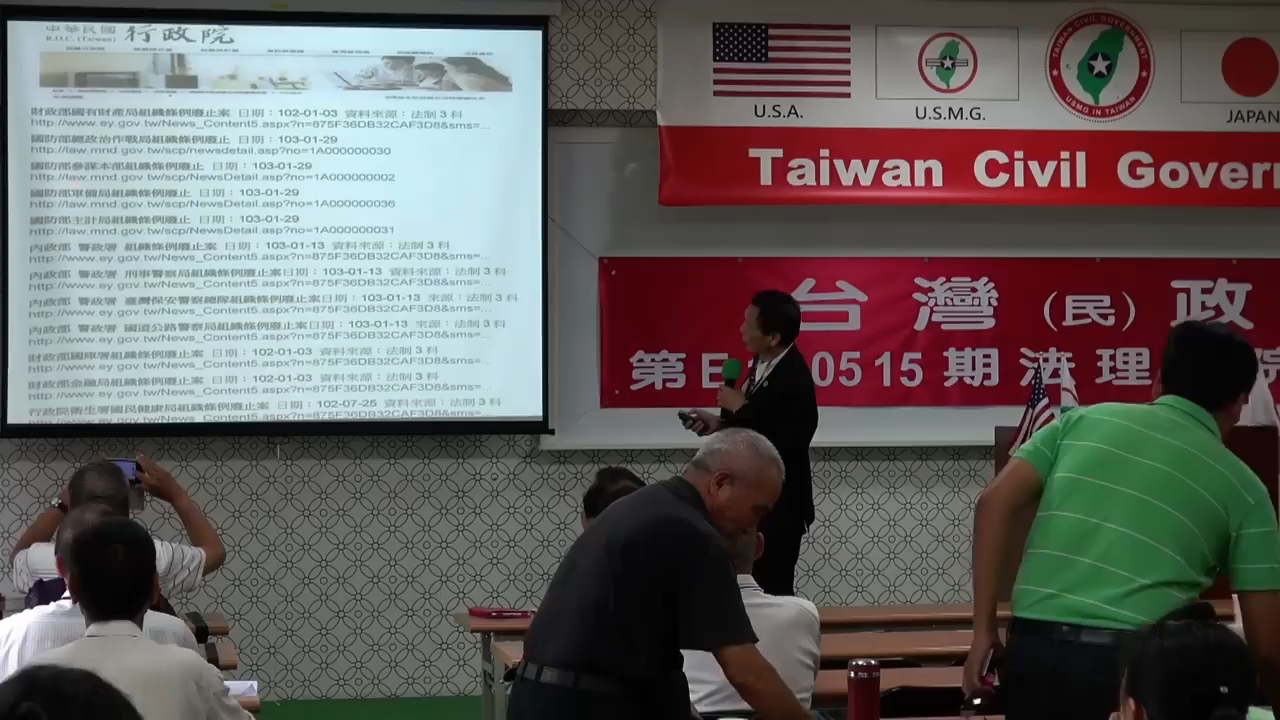 中華民國
R.O.C. (Taiwan)
行政院
財政部國有財產局組織條例廢止案 日期：102-01-03 資料來源：法制3科
http://www.ey.gov.tw/News_Content5.aspx?n=875F36DB32CAF3D8&sms=...
國防部總政治作戰局組織條例廢止 日期：103-01-29
http://law.mnd.gov.tw/scp/newsdetail.asp?no=1A000000030
國防部參謀本部組織條例廢止 日期：103-01-29
http://law.mnd.gov.tw/scp/NewsDetail.asp?no=1A000000002
國防部軍備局組織條例廢止 日期：103-01-29
http://law.mnd.gov.tw/scp/NewsDetail.asp?no=1A000000036
國防部主計局組織條例廢止 日期：103-01-29
http://law.mnd.gov.tw/scp/NewsDetail.asp?no=1A000000031
內政部 警政署 組織條例廢止案 日期：103-01-13 資料來源：法制3科
http://www.ey.gov.tw/News_Content5.aspx?n=875F36DB32CAF3D8&sms=...
內政部 警政署 刑事警察局組織條例廢止案日期：103-01-13 資料來源：法制3科
http://www.ey.gov.tw/News_Content5.aspx?n=875F36DB32CAF3D8&sms=...
內政部 警政署 臺灣保安警察總隊組織條例廢止案日期：103-01-13 來源：法制3科
http://www.ey.gov.tw/News_Content5.aspx?n=875F36DB32CAF3D8&sms=...
內政部 警政署 國道公路警察局組織條例廢止案日期：103-01-13 來源：法制3科
http://www.ey.gov.tw/News_Content5.aspx?n=875F36DB32CAF3D8&sms=...
財政部國庫署組織條例廢止案 日期：102-01-03 資料來源：法制3科
http://www.ey.gov.tw/News_Content5.aspx?n=875F36DB32CAF3D8&sms=...
財政部金融局組織條例廢止案 日期：102-01-03 資料來源：法制3科
http://www.ey.gov.tw/News_Content5.aspx?n=875F36DB32CAF3D8&sms=...
行政院衛生署國民健康局組織條例廢止案 日期：102-07-25 資料來源：法制3科
http://www.ey.gov.tw/News_Content5.aspx?n=875F36DB32CAF3D8&sms=...
U.S.A.
U.S.M.G.
TAIWAN CIVIL GOVERNMENT
USMG IN TAIWAN
JAPAN
Taiwan Civil Gover
台灣（民）政
第 0515期法理